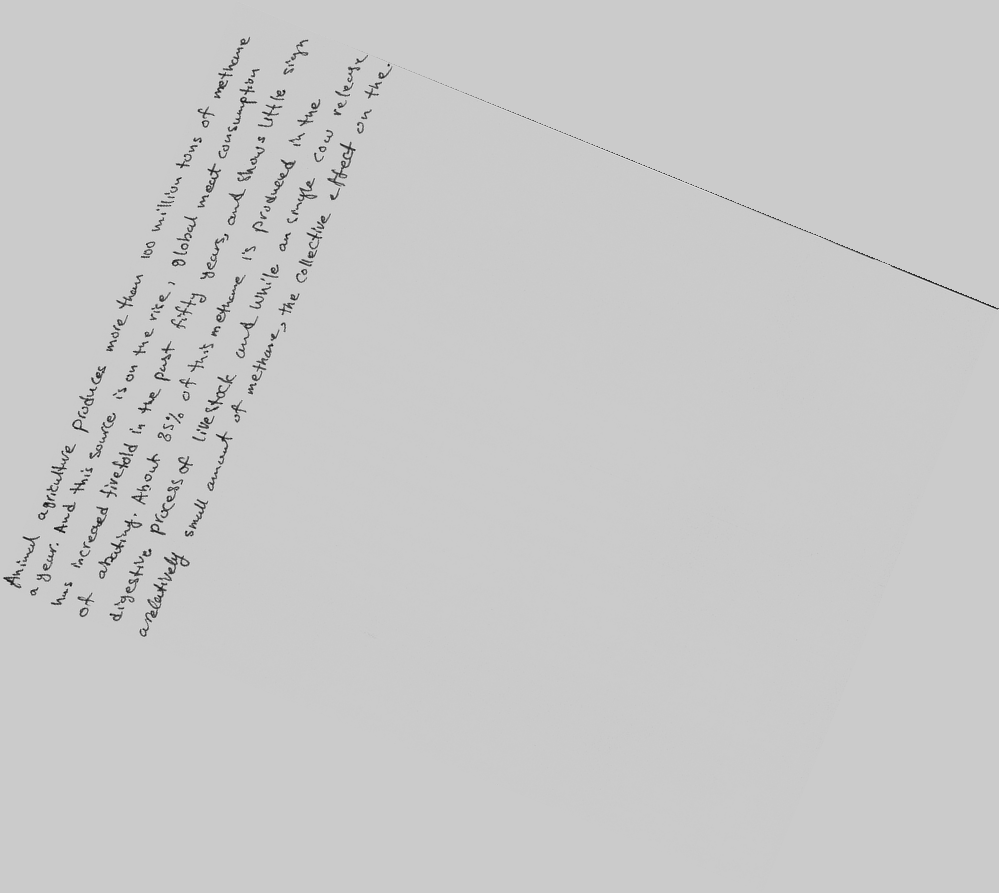 Animal agriculture produces more than 100 million tons of methane
a year. And this source is on the rise, global meat consumption
has increased fivefold in the past fifty years, and shows little sign
of abating. About 85% of this methane is produced in the
digestive process of livestock and while an single cow release
a relatively small amount of methane, the collective effect on the.